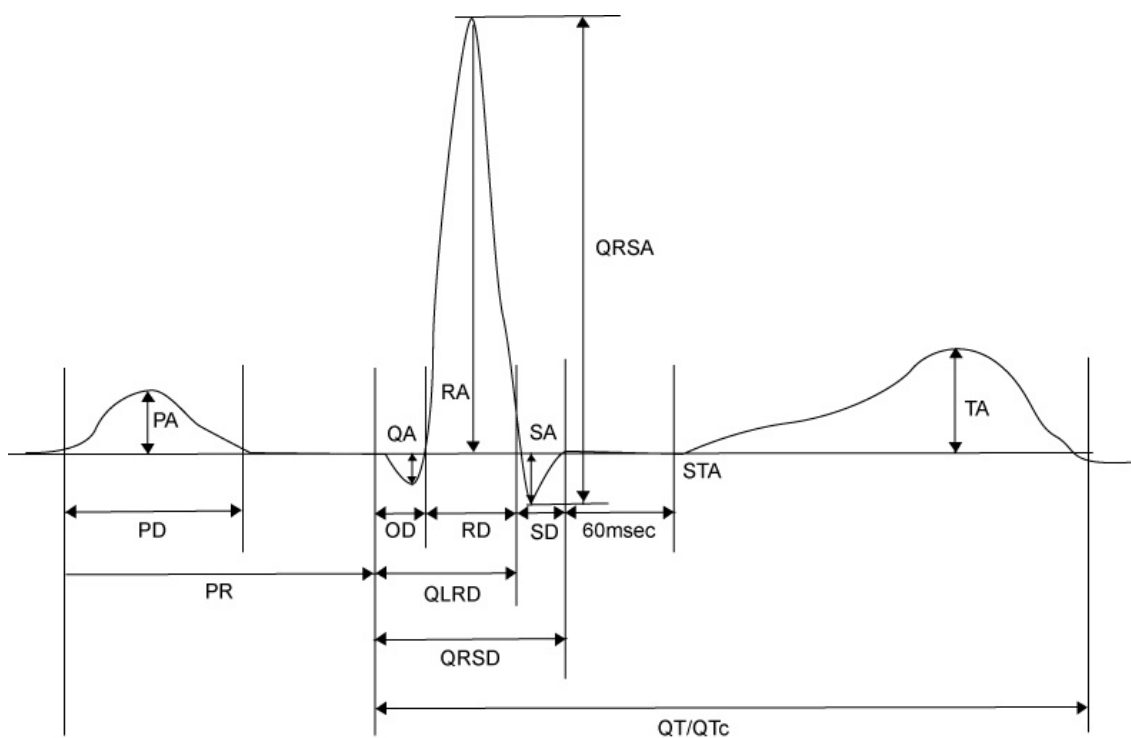 QRSA
RA
PA
QA
SA
TA
STA
PD
OD
RD
SD
60msec
PR
QLRD
QRSD
QT/QTc